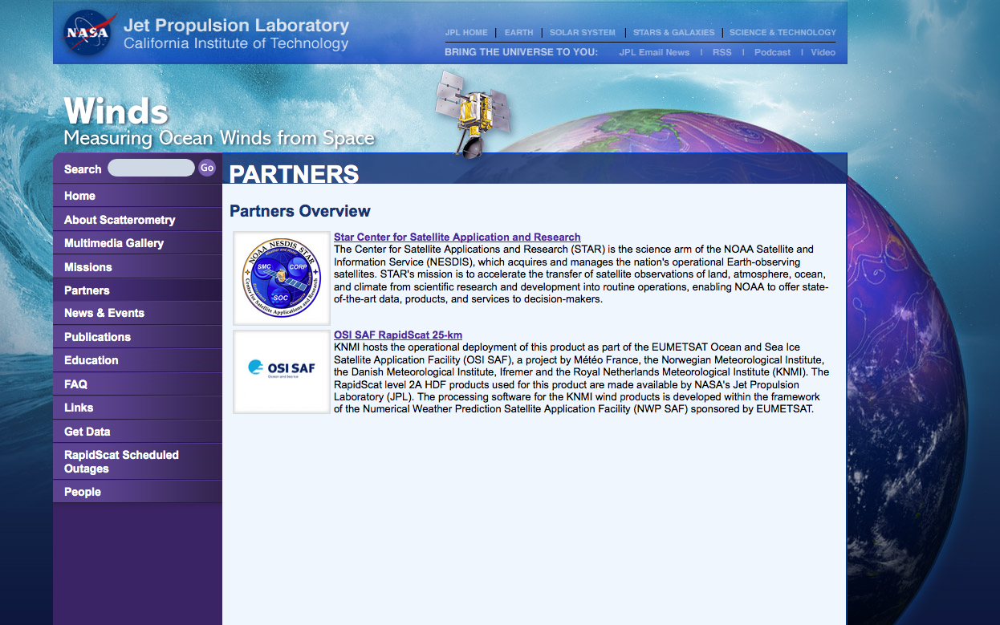 NASA
Jet Propulsion Laboratory
California Institute of Technology
JPL HOME | EARTH | SOLAR SYSTEM | STARS & GALAXIES | SCIENCE & TECHNOLOGY
BRING THE UNIVERSE TO YOU: JPL Email News | RSS | Podcast | Video
Winds
Measuring Ocean Winds from Space
Search Go
Home
About Scatterometry
Multimedia Gallery
Missions
Partners
News & Events
Publications
Education
FAQ
Links
Get Data
RapidScat Scheduled
Outages
People
PARTNERS
Partners Overview
NOAA NESDIS STAR
SMC
CORP
SOC
Center for Satellite Applications and Research
Star Center for Satellite Application and Research
The Center for Satellite Applications and Research (STAR) is the science arm of the NOAA Satellite and
Information Service (NESDIS), which acquires and manages the nation's operational Earth-observing
satellites. STAR's mission is to accelerate the transfer of satellite observations of land, atmosphere, ocean,
and climate from scientific research and development into routine operations, enabling NOAA to offer state-
of-the-art data, products, and services to decision-makers.
OSI SAF
Ocean and Sea Ice
OSI SAF RapidScat 25-km
KNMI hosts the operational deployment of this product as part of the EUMETSAT Ocean and Sea Ice
Satellite Application Facility (OSI SAF), a project by Météo France, the Norwegian Meteorological Institute,
the Danish Meteorological Institute, Ifremer and the Royal Netherlands Meteorological Institute (KNMI). The
RapidScat level 2A HDF products used for this product are made available by NASA's Jet Propulsion
Laboratory (JPL). The processing software for the KNMI wind products is developed within the framework
of the Numerical Weather Prediction Satellite Application Facility (NWP SAF) sponsored by EUMETSAT.